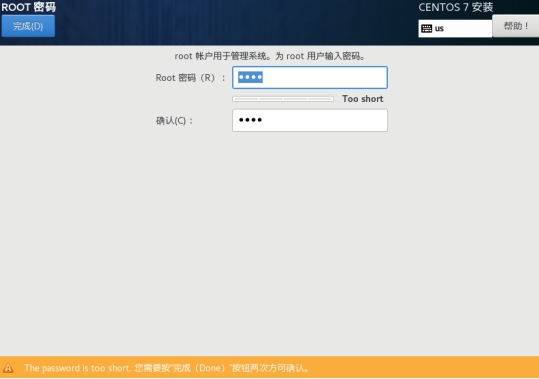 ROOT 密码
CENTOS 7 安装
完成(D)
us
帮助！
root 帐户用于管理系统。为 root 用户输入密码。
Root 密码（R）：
••••
Too short
确认(C)：
••••
The password is too short. 您需要按“完成（Done）”按钮两次方可确认。